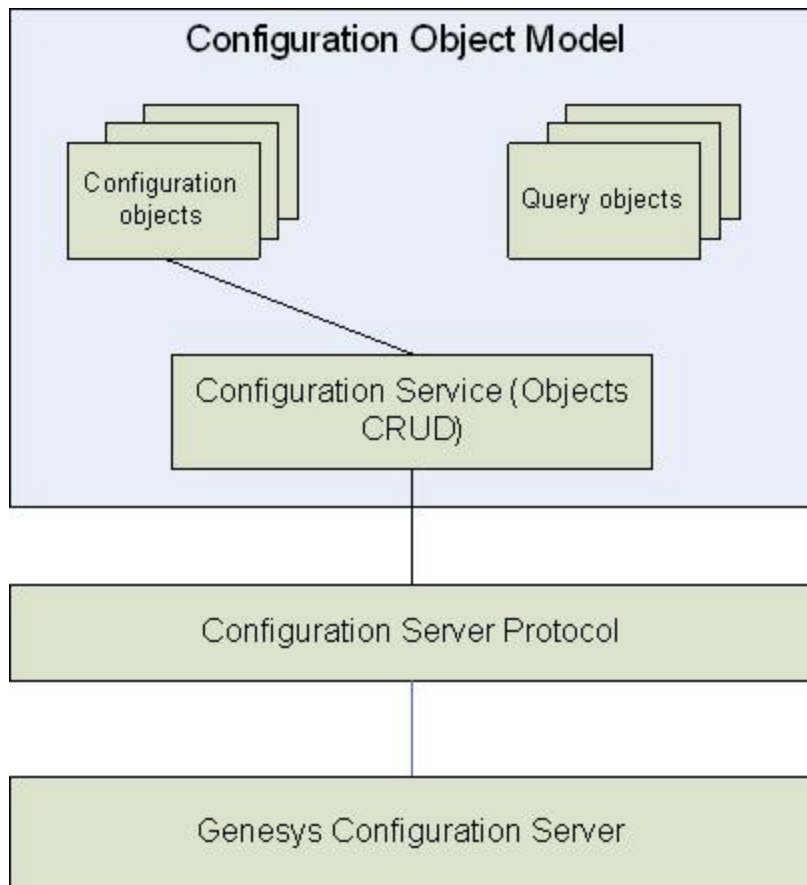 Configuration Object Model
Configuration
objects
Query objects
Configuration Service (Objects
CRUD)
Configuration Server Protocol
Genesys Configuration Server